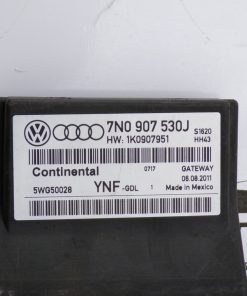 7N0 907 530J
HW: 1K0907951
S1620
HH43
Continental
0717
GATEWAY
5WG50028
YNF -GDL
1
08.08.2011
Made in Mexico